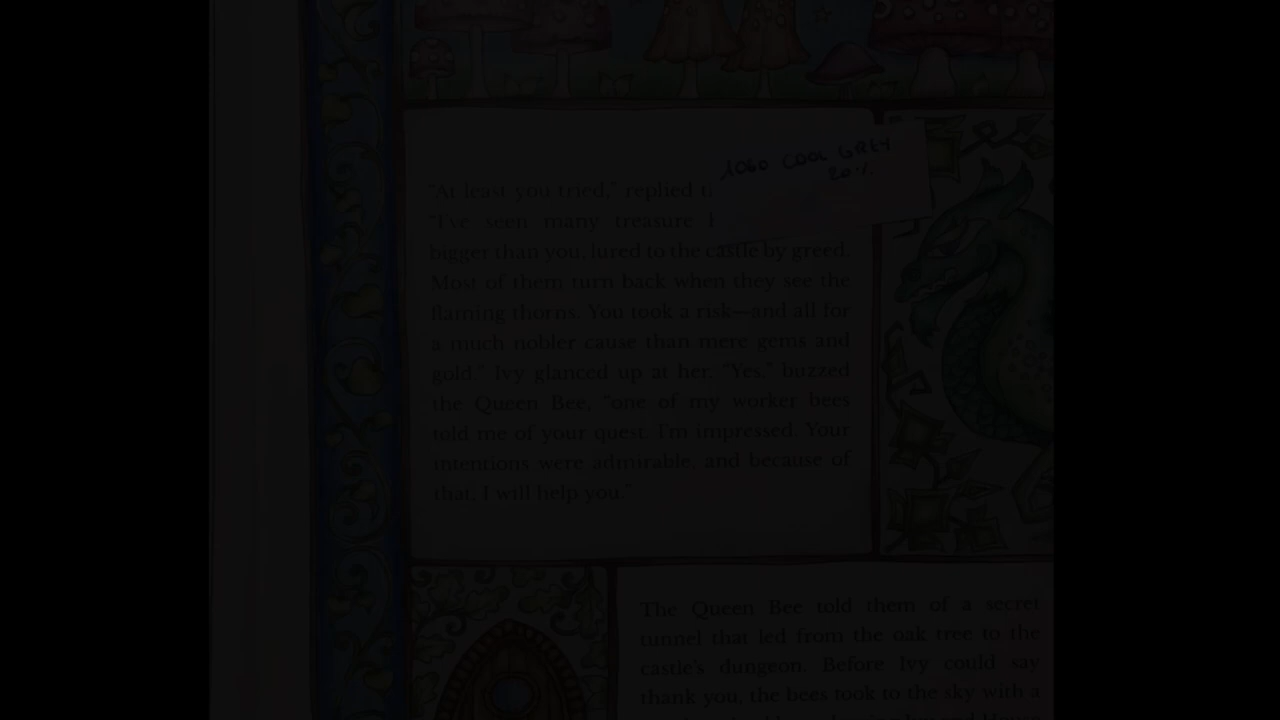 1060 COOL GREY
20%
"At least you tried," replied t
"I've seen many treasure
bigger than you, lured to the castle by greed.
Most of them turn back when they see the
flaming thorns. You took a risk—and all for
a much nobler cause than mere gems and
gold." Ivy glanced up at her. "Yes," buzzed
the Queen Bee, "one of my worker bees
told me of your quest. I'm impressed. Your
intentions were admirable, and because of
that, I will help you."
The Queen Bee told them of a secret
tunnel that led from the oak tree to the
castle's dungeon. Before Ivy could say
thank you, the bees took to the sky with a